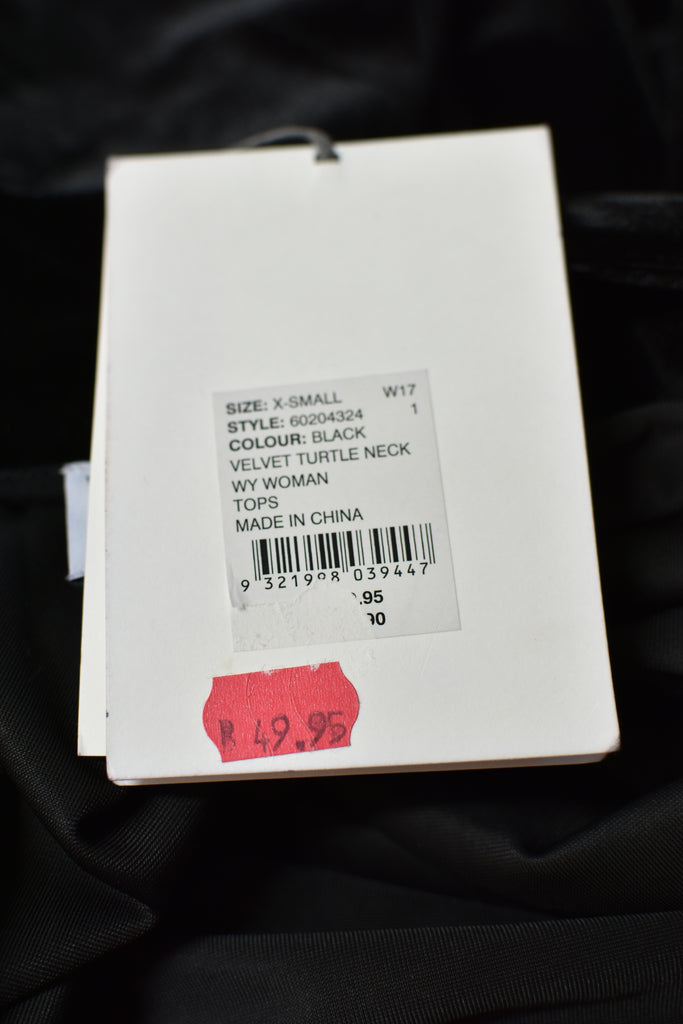 SIZE: X-SMALL W17
STYLE: 60204324 1
COLOUR: BLACK
VELVET TURTLE NECK
WY WOMAN
TOPS
MADE IN CHINA
9 321998 039447
.95
90
R 49.95